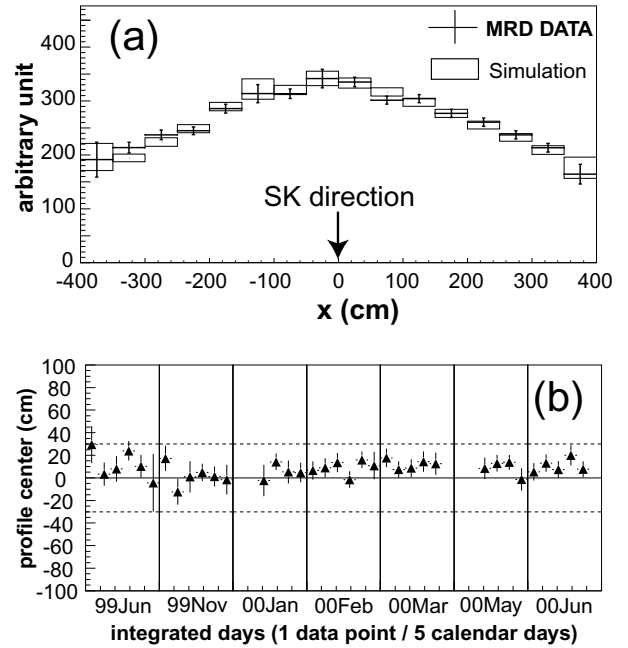 (a)
MRD DATA
Simulation
arbitrary unit
400
300
200
100
0
SK direction
-400 -300 -200 -100 0 100 200 300 400
x (cm)
(b)
profile center (cm)
100
80
60
40
20
0
-20
-40
-60
-80
-100
99Jun 99Nov 00Jan 00Feb 00Mar 00May 00Jun
integrated days (1 data point / 5 calendar days)